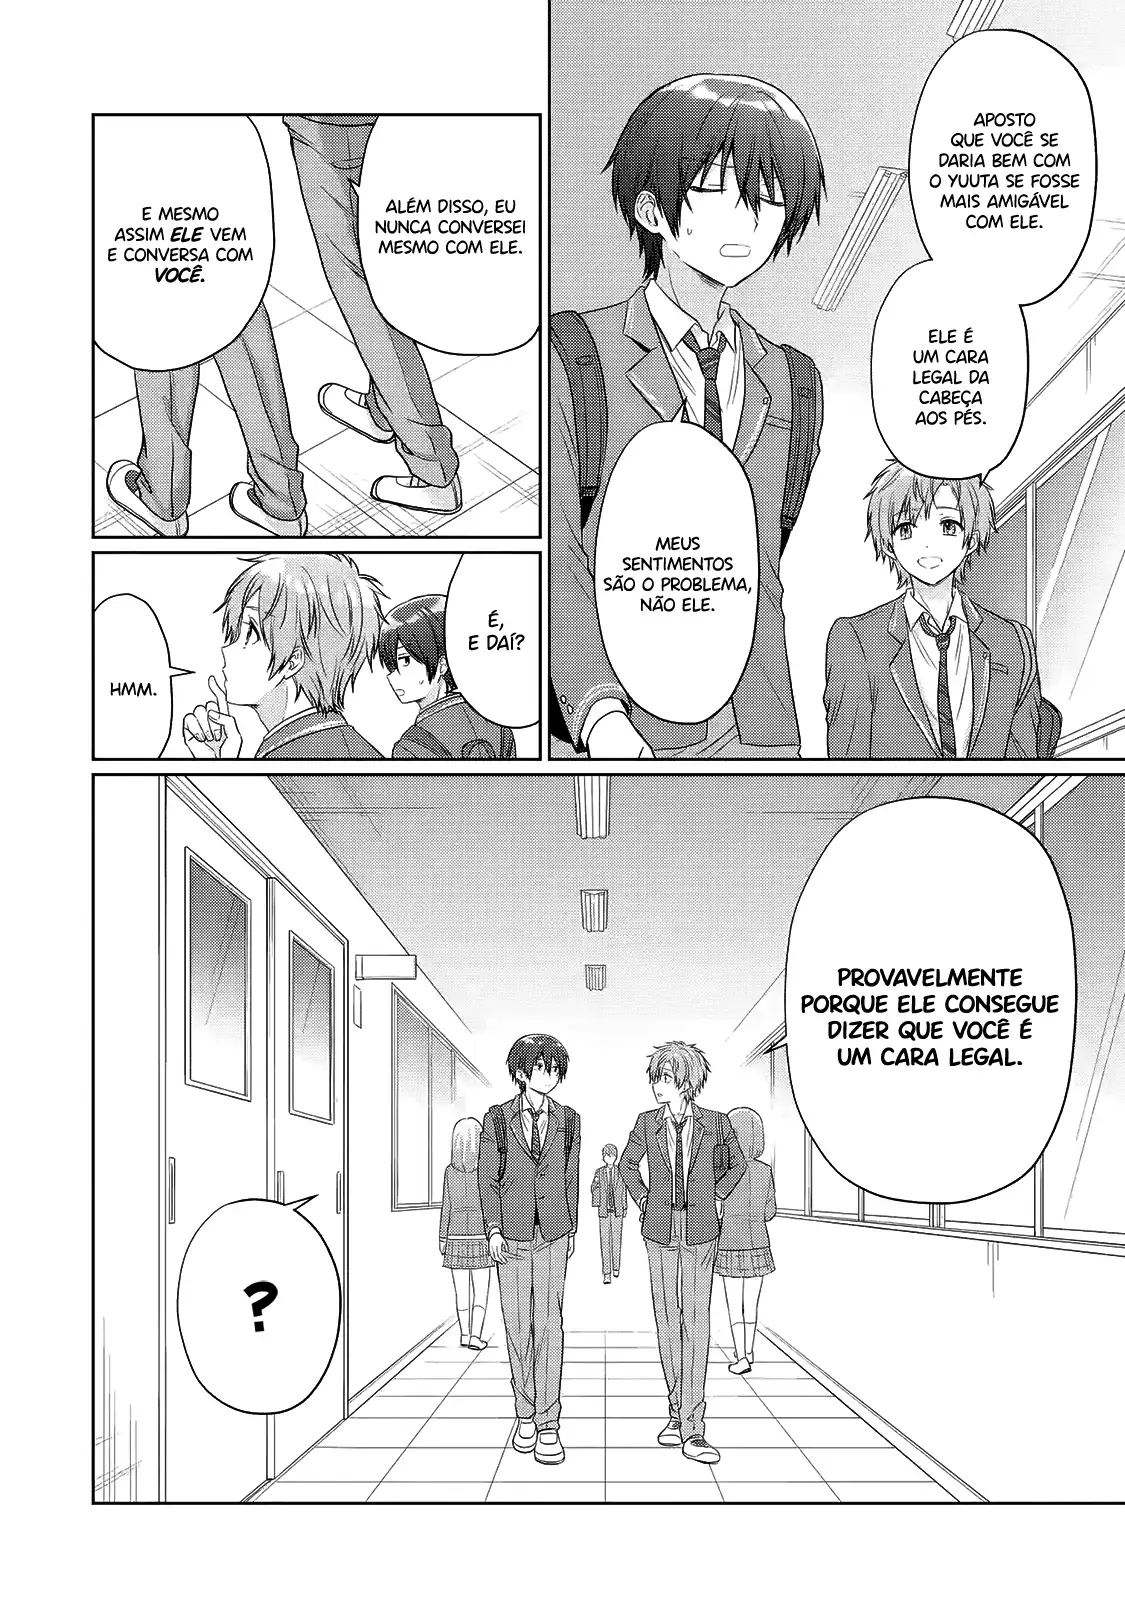 APOSTO
QUE VOCÊ SE
DARIA BEM COM
O YUUTA SE FOSSE
MAIS AMIGÁVEL
COM ELE.
ELE É
UM CARA
LEGAL DA
CABEÇA
AOS PÉS.
MEUS
SENTIMENTOS
SÃO O PROBLEMA,
NÃO ELE.
ALÉM DISSO, EU
NUNCA CONVERSEI
MESMO COM ELE.
E MESMO
ASSIM ELE VEM
E CONVERSA COM
VOCÊ.
É,
E DAÍ?
HMM.
PROVAVELMENTE
PORQUE ELE CONSEGUE
DIZER QUE VOCÊ É
UM CARA LEGAL.
?